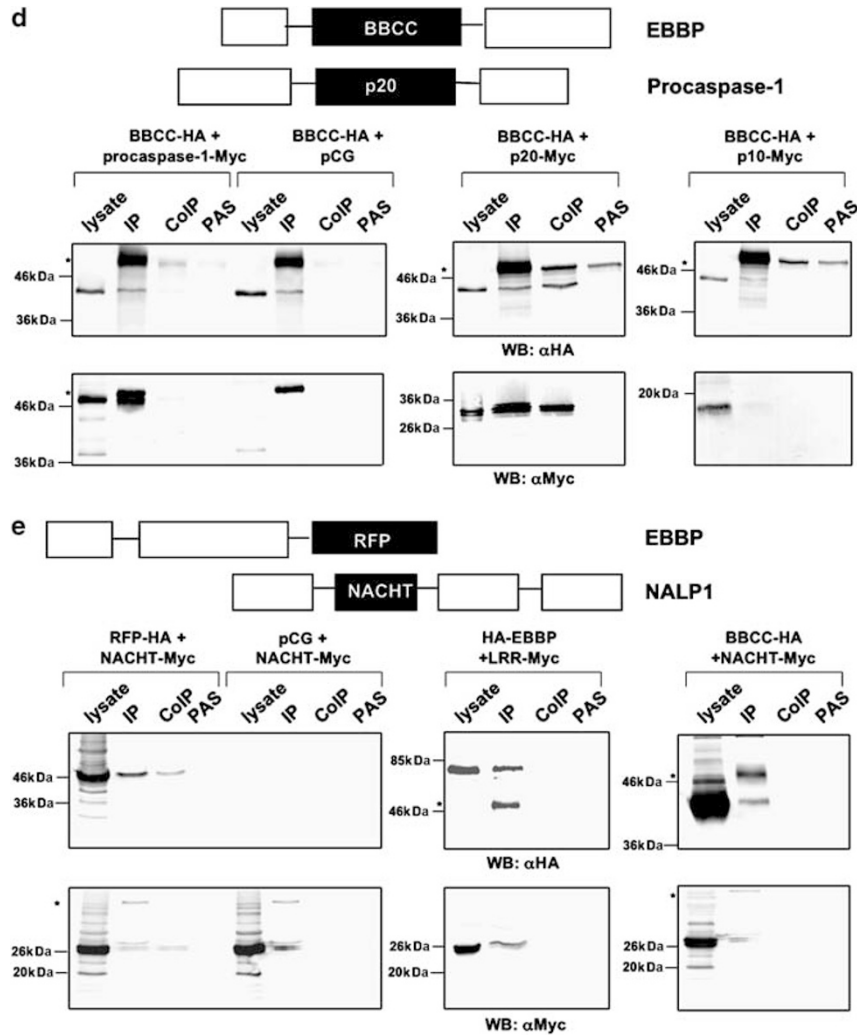 d
BBCC EBBP
p20 Procaspase-1
BBCC-HA + BBCC-HA + BBCC-HA + BBCC-HA +
procaspase-1-Myc pCG p20-Myc p10-Myc
lysate IP CoIP PAS lysate IP CoIP PAS lysate IP CoIP PAS lysate IP CoIP PAS
* * *
46kDa 46kDa 46kDa
36kDa 36kDa 36kDa
WB: αHA
* 46kDa 36kDa 20kDa
36kDa 26kDa
WB: αMyc
e
RFP EBBP
NACHT NALP1
RFP-HA + pCG + HA-EBBP BBCC-HA
NACHT-Myc NACHT-Myc +LRR-Myc +NACHT-Myc
lysate IP CoIP PAS lysate IP CoIP PAS lysate IP CoIP PAS lysate IP CoIP PAS
46kDa 85kDa * 46kDa
36kDa * 46kDa 36kDa
WB: αHA
* *
26kDa 26kDa 26kDa
20kDa 20kDa 20kDa
WB: αMyc